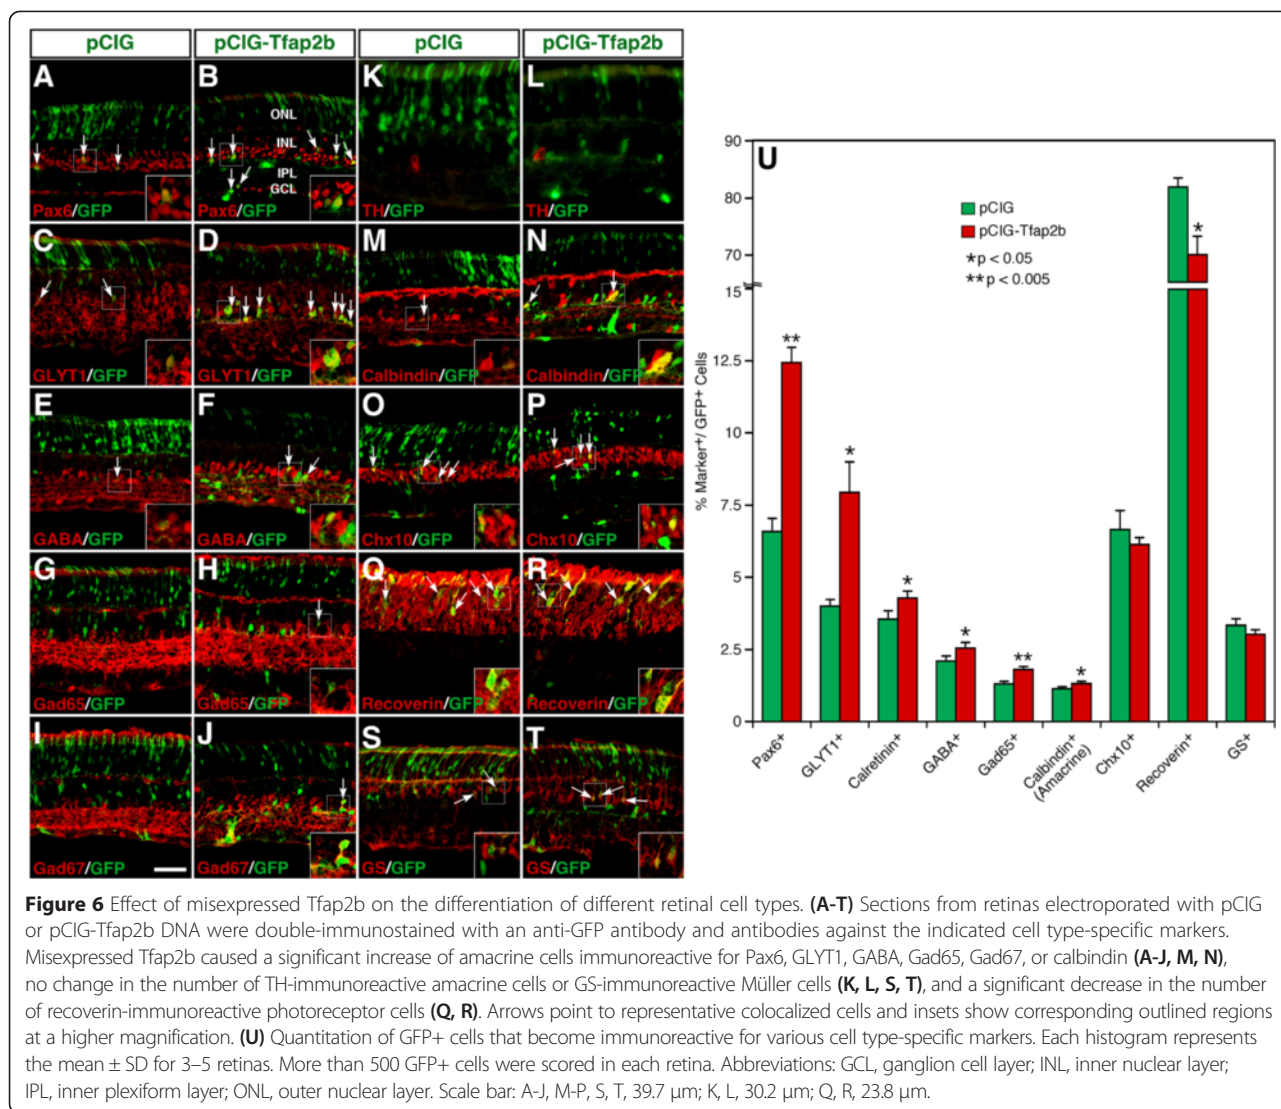 pCIG
pCIG-Tfap2b
pCIG
pCIG-Tfap2b
A
Pax6/GFP
B
ONL
INL
IPL
GCL
Pax6/GFP
K
TH/GFP
L
TH/GFP
C
GLYT1/GFP
D
GLYT1/GFP
M
Calbindin/GFP
N
Calbindin/GFP
E
GABA/GFP
F
GABA/GFP
O
Chx10/GFP
P
Chx10/GFP
G
Gad65/GFP
H
Gad65/GFP
Q
Recoverin/GFP
R
Recoverin/GFP
I
Gad67/GFP
J
Gad67/GFP
S
GS/GFP
T
GS/GFP
U
% Marker+/ GFP+ Cells
90
80
70
15
12.5
10
7.5
5
2.5
0
pCIG
pCIG-Tfap2b
*p < 0.05
**p < 0.005
**
*
*
*
**
*
*
Pax6+
GLYT1+
Calretinin+
GABA+
Gad65+
Calbindin+
(Amacrine)
Chx10+
Recoverin+
GS+
Figure 6 Effect of misexpressed Tfap2b on the differentiation of different retinal cell types. (A-T) Sections from retinas electroporated with pCIG
or pCIG-Tfap2b DNA were double-immunostained with an anti-GFP antibody and antibodies against the indicated cell type-specific markers.
Misexpressed Tfap2b caused a significant increase of amacrine cells immunoreactive for Pax6, GLYT1, GABA, Gad65, Gad67, or calbindin (A-J, M, N),
no change in the number of TH-immunoreactive amacrine cells or GS-immunoreactive Müller cells (K, L, S, T), and a significant decrease in the number
of recoverin-immunoreactive photoreceptor cells (Q, R). Arrows point to representative colocalized cells and insets show corresponding outlined regions
at a higher magnification. (U) Quantitation of GFP+ cells that become immunoreactive for various cell type-specific markers. Each histogram represents
the mean ± SD for 3–5 retinas. More than 500 GFP+ cells were scored in each retina. Abbreviations: GCL, ganglion cell layer; INL, inner nuclear layer;
IPL, inner plexiform layer; ONL, outer nuclear layer. Scale bar: A-J, M-P, S, T, 39.7 μm; K, L, 30.2 μm; Q, R, 23.8 μm.